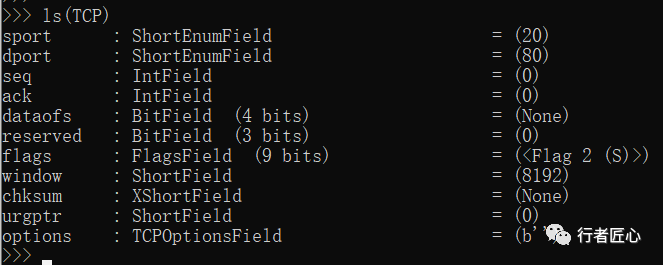 >>> ls(TCP)
sport : ShortEnumField = (20)
dport : ShortEnumField = (80)
seq : IntField = (0)
ack : IntField = (0)
dataofs : BitField (4 bits) = (None)
reserved : BitField (3 bits) = (0)
flags : FlagsField (9 bits) = (<Flag 2 (S)>)
window : ShortField = (8192)
chksum : XShortField = (None)
urgptr : ShortField = (0)
options : TCPOptionsField = (b''
行者匠心
>>>